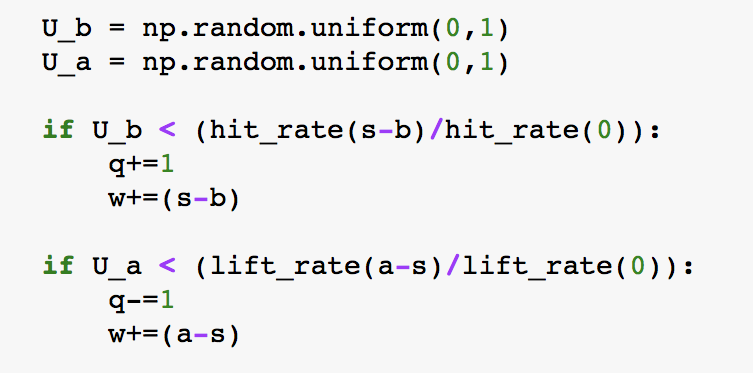 U_b = np.random.uniform(0,1)
U_a = np.random.uniform(0,1)
if U_b < (hit_rate(s-b)/hit_rate(0)):
    q+=1
    w+=(s-b)
if U_a < (lift_rate(a-s)/lift_rate(0)):
    q-=1
    w+=(a-s)